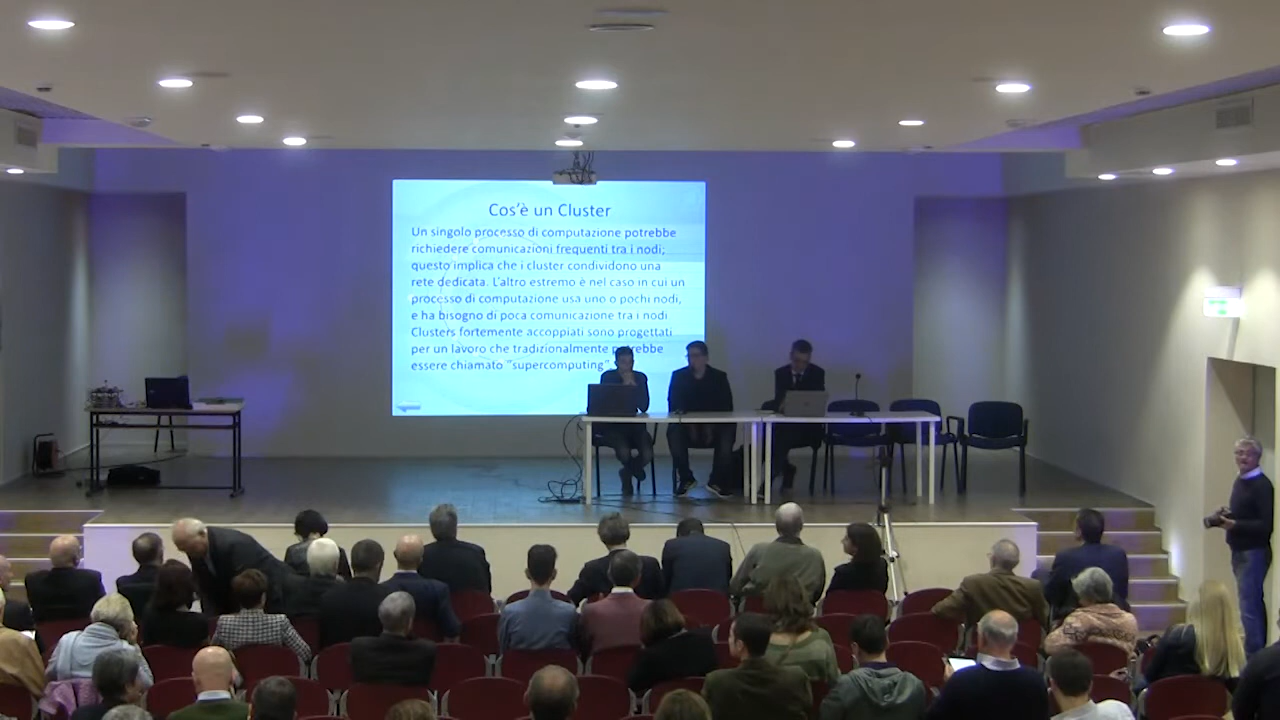 Cos'è un Cluster
Un singolo processo di computazione potrebbe
richiedere comunicazioni frequenti tra i nodi;
questo implica che i cluster condividono una
rete dedicata. L'altro estremo è nel caso in cui un
processo di computazione usa uno o pochi nodi,
e ha bisogno di poca comunicazione tra i nodi
Clusters fortemente accoppiati sono progettati
per un lavoro che tradizionalmente potrebbe
essere chiamato "supercomputing"